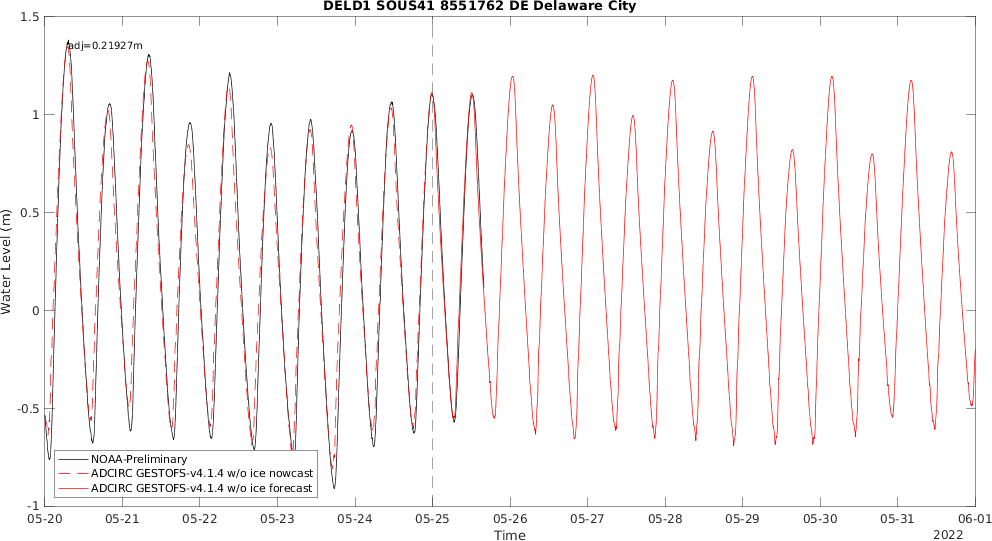 DELD1 SOUS41 8551762 DE Delaware City
adj=0.21927m
1.5
1
0.5
0
-0.5
-1
Water Level (m)
NOAA-Preliminary
ADCIRC GESTOFS-v4.1.4 w/o ice nowcast
ADCIRC GESTOFS-v4.1.4 w/o ice forecast
05-20 05-21 05-22 05-23 05-24 05-25 05-26 05-27 05-28 05-29 05-30 05-31 06-01
Time
2022